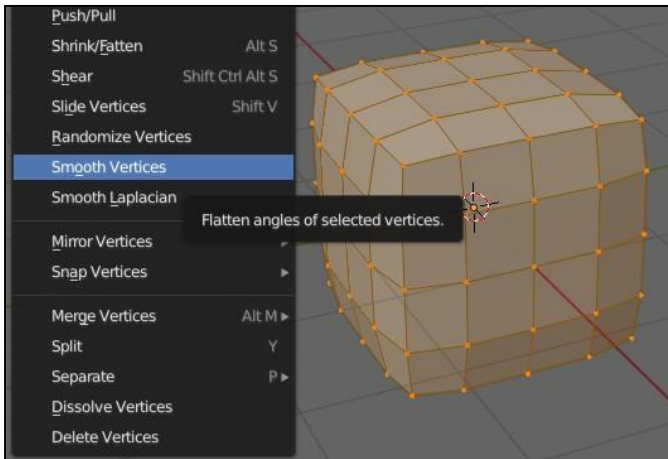 Push/Pull
Shrink/Fatten Alt S
Shear Shift Ctrl Alt S
Slide Vertices Shift V
Randomize Vertices
Smooth Vertices
Smooth Laplacian
Flatten angles of selected vertices.
Mirror Vertices
Snap Vertices
Merge Vertices Alt M
Split Y
Separate P
Dissolve Vertices
Delete Vertices